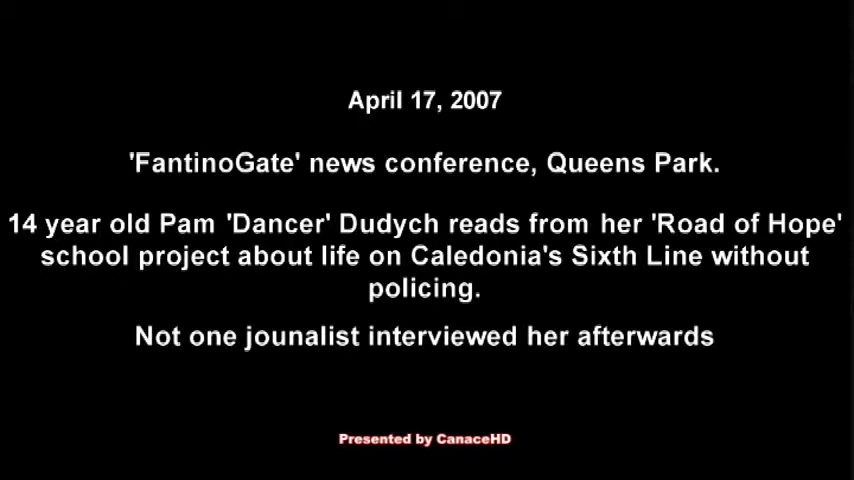 April 17, 2007
'FantinoGate' news conference, Queens Park.
14 year old Pam 'Dancer' Dudych reads from her 'Road of Hope'
school project about life on Caledonia's Sixth Line without
policing.
Not one jounalist interviewed her afterwards
Presented by CanaceHD